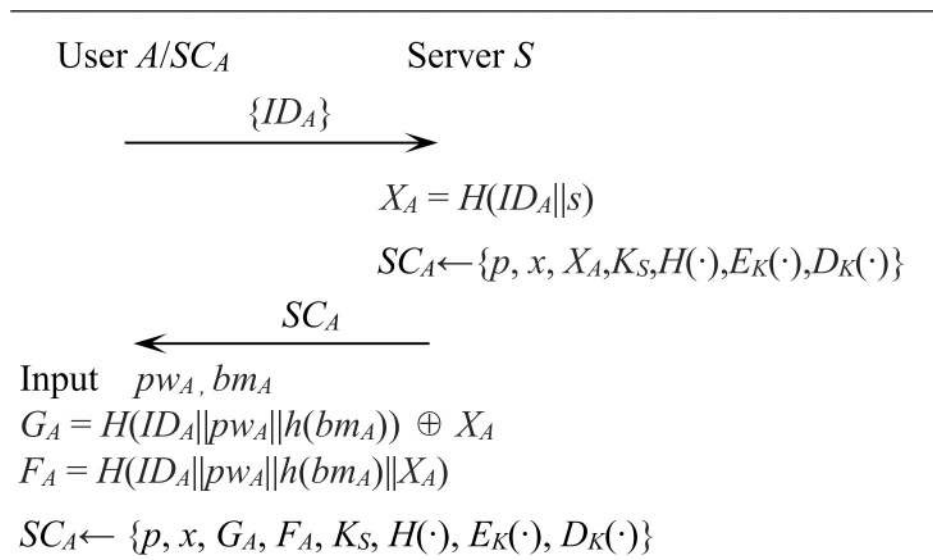 User A/SC_A Server S
{ID_A}
X_A = H(ID_A||s)
SC_A←{p, x, X_A,K_S,H(·),E_K(·),D_K(·)}
SC_A
Input pw_A, bm_A
G_A = H(ID_A||pw_A||h(bm_A)) ⊕ X_A
F_A = H(ID_A||pw_A||h(bm_A)||X_A)
SC_A← {p, x, G_A, F_A, K_S, H(·), E_K(·), D_K(·)}